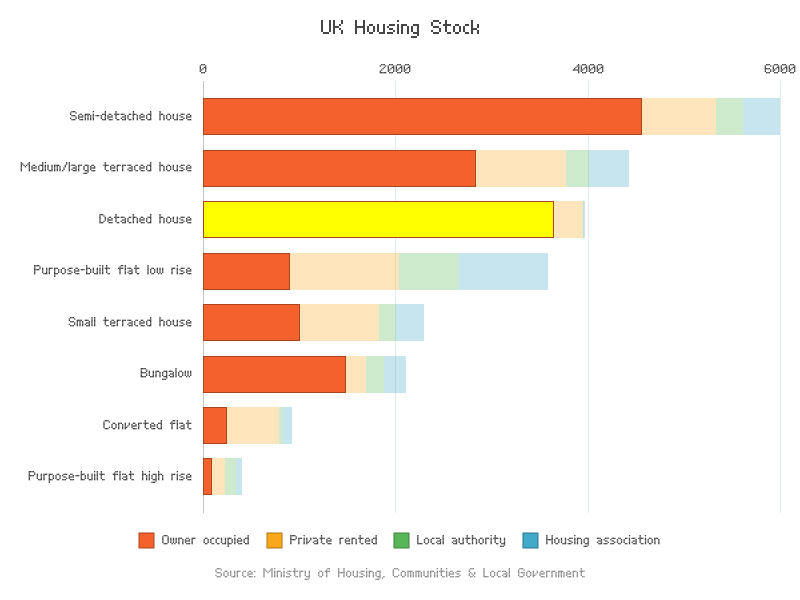 UK Housing Stock
0 2000 4000 6000
Semi-detached house
Medium/large terraced house
Detached house
Purpose-built flat low rise
Small terraced house
Bungalow
Converted flat
Purpose-built flat high rise
Owner occupied Private rented Local authority Housing association
Source: Ministry of Housing, Communities & Local Government